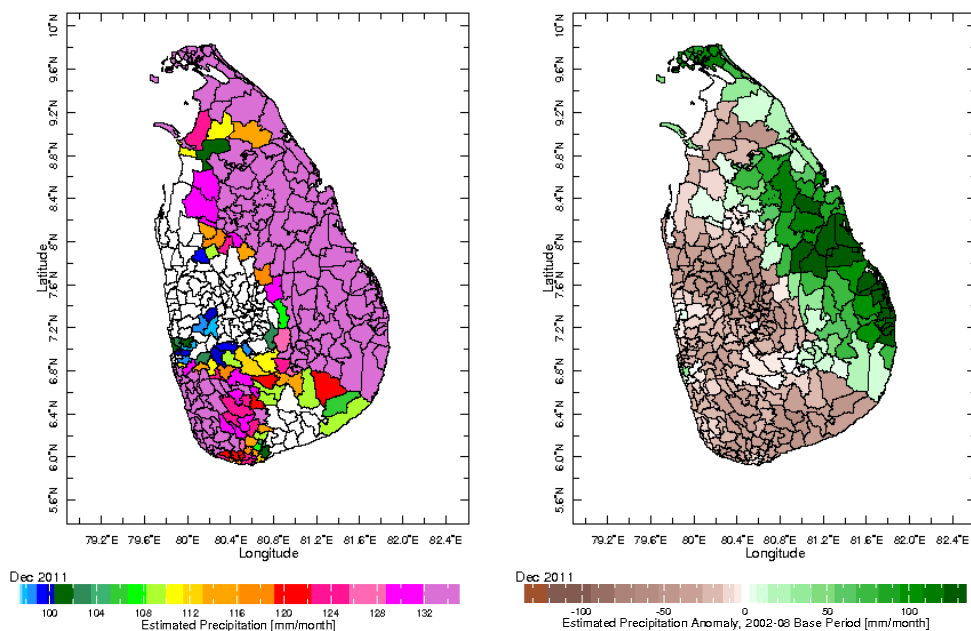 10°N
9.6°N
9.2°N
8.8°N
8.4°N
8°N
7.6°N
7.2°N
6.8°N
6.4°N
6.0°N
5.6°N
Latitude
79.2°E 79.6°E 80°E 80.4°E 80.8°E 81.2°E 81.6°E 82.0°E 82.4°E
Longitude
Dec 2011
100 104 108 112 116 120 124 128 132
Estimated Precipitation [mm/month]
10°N
9.6°N
9.2°N
8.8°N
8.4°N
8°N
7.6°N
7.2°N
6.8°N
6.4°N
6.0°N
5.6°N
Latitude
79.2°E 79.6°E 80°E 80.4°E 80.8°E 81.2°E 81.6°E 82.0°E 82.4°E
Longitude
Dec 2011
-100 -50 0 50 100
Estimated Precipitation Anomaly, 2002-08 Base Period [mm/month]